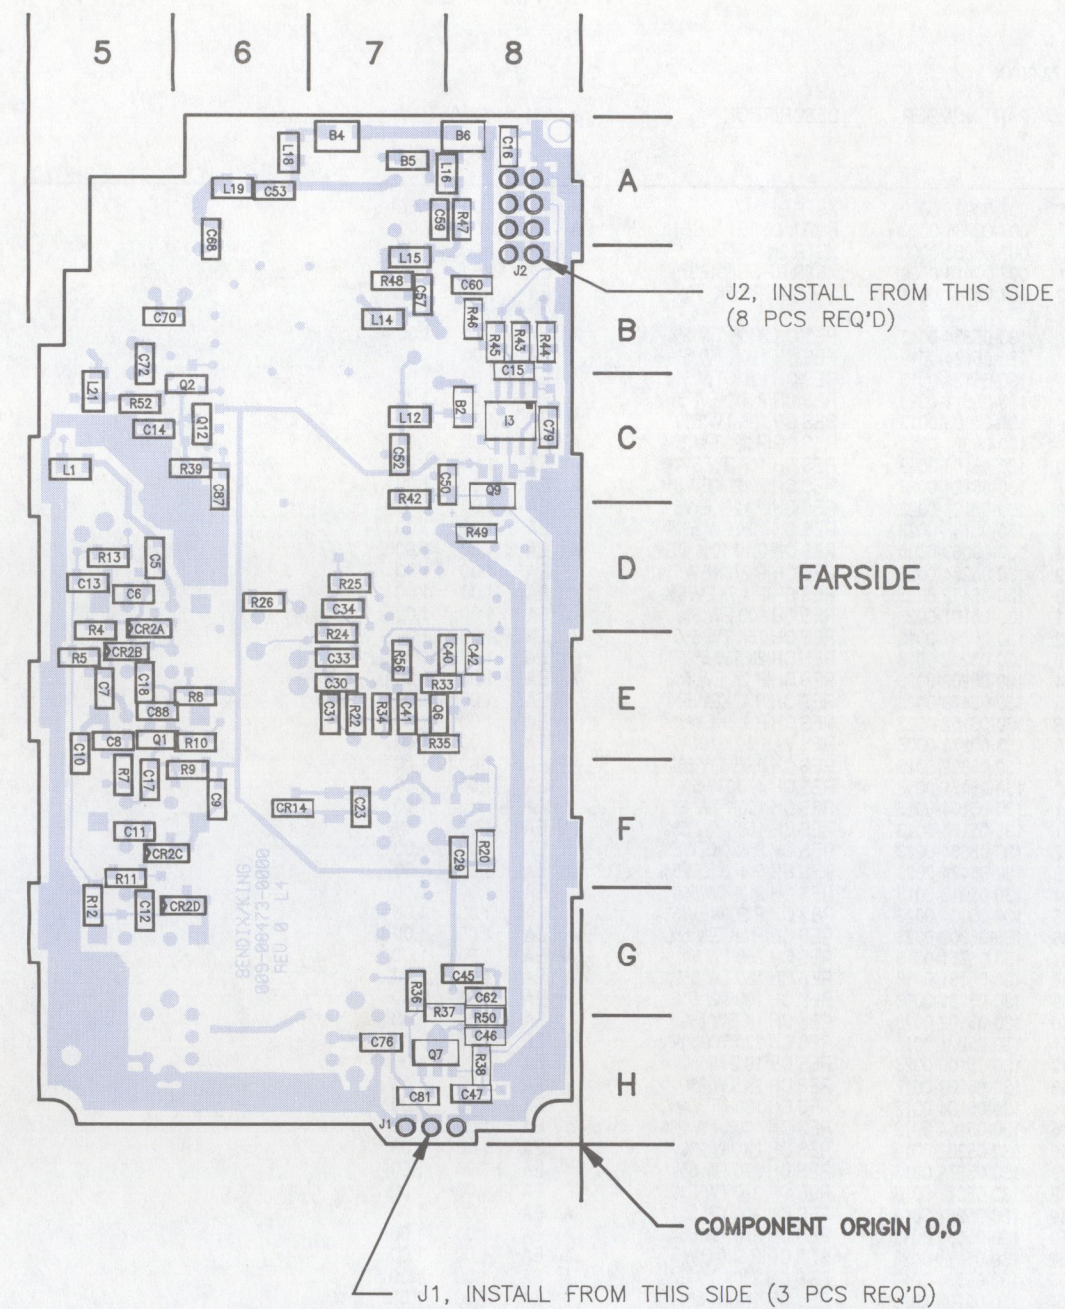 5 6 7 8
B4 B6
C16
L18
B5
L16
A
L19 C53
C59 R47
C68
L15
J2
R48 C57 C60
J2, INSTALL FROM THIS SIDE
(8 PCS REQ'D)
C70 L14 R46
B
R45 R43 R44
C72
C15
L21 Q2
R52 B2
Q12 L12 I3 C79
C14
C
C52
L1 R39 C87 C50
R42 Q9
R49
R13 C5
D
FARSIDE
C13 R25
C6 R26 C34
R4 CR2A R24
CR2B
R5 C33 R56 C40 C42
C7 C18 R8 C30 R33
E
C88 C31 R22 R34 C41 Q6
C10 C8 Q1 R10 R35
R7 C17 R9
C9 CR14 C23
F
C11 R20
CR2C C29
R11
R12 C12 CR2D
BENDIX/KING
009-00473-0000
REV 0 L4
G
C45
R36 C62
R37 R50
C46
C76 Q7 R38
H
C81 C47
J1
COMPONENT ORIGIN 0,0
J1, INSTALL FROM THIS SIDE (3 PCS REQ'D)